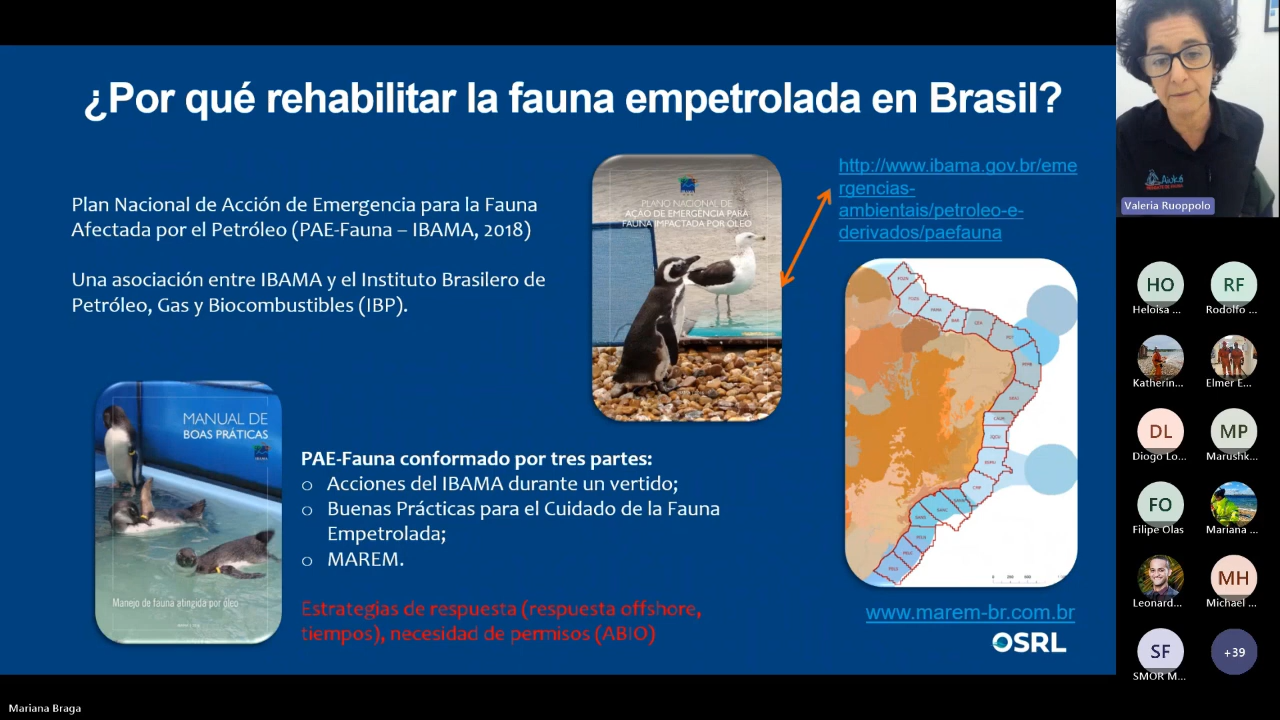 ¿Por qué rehabilitar la fauna empetrolada en Brasil?
Plan Nacional de Acción de Emergencia para la Fauna
Afectada por el Petróleo (PAE-Fauna – IBAMA, 2018)
Una asociación entre IBAMA y el Instituto Brasilero de
Petróleo, Gas y Biocombustibles (IBP).
PLANO NACIONAL DE
AÇÃO DE EMERGÊNCIA PARA
FAUNA IMPACTADA POR ÓLEO
http://www.ibama.gov.br/eme
rgencias-
ambientais/petroleo-e-
derivados/paefauna
MANUAL DE
BOAS PRÁTICAS
IBAMA
Manejo de fauna atingida por óleo
PAE-Fauna conformado por tres partes:
o Acciones del IBAMA durante un vertido;
o Buenas Prácticas para el Cuidado de la Fauna
Empetrolada;
o MAREM.
Estrategias de respuesta (respuesta offshore,
tiempos), necesidad de permisos (ABIO)
www.marem-br.com.br
OSRL
Aiuká
Valeria Ruoppolo
HO
Heloisa ...
RF
Rodolfo ...
Katherin...
Elmer E...
DL
Diogo Lo...
MP
Marushk...
FO
Filipe Olas
Mariana ...
Leonard...
MH
Michael ...
SF
SMOR M...
+39
Mariana Braga